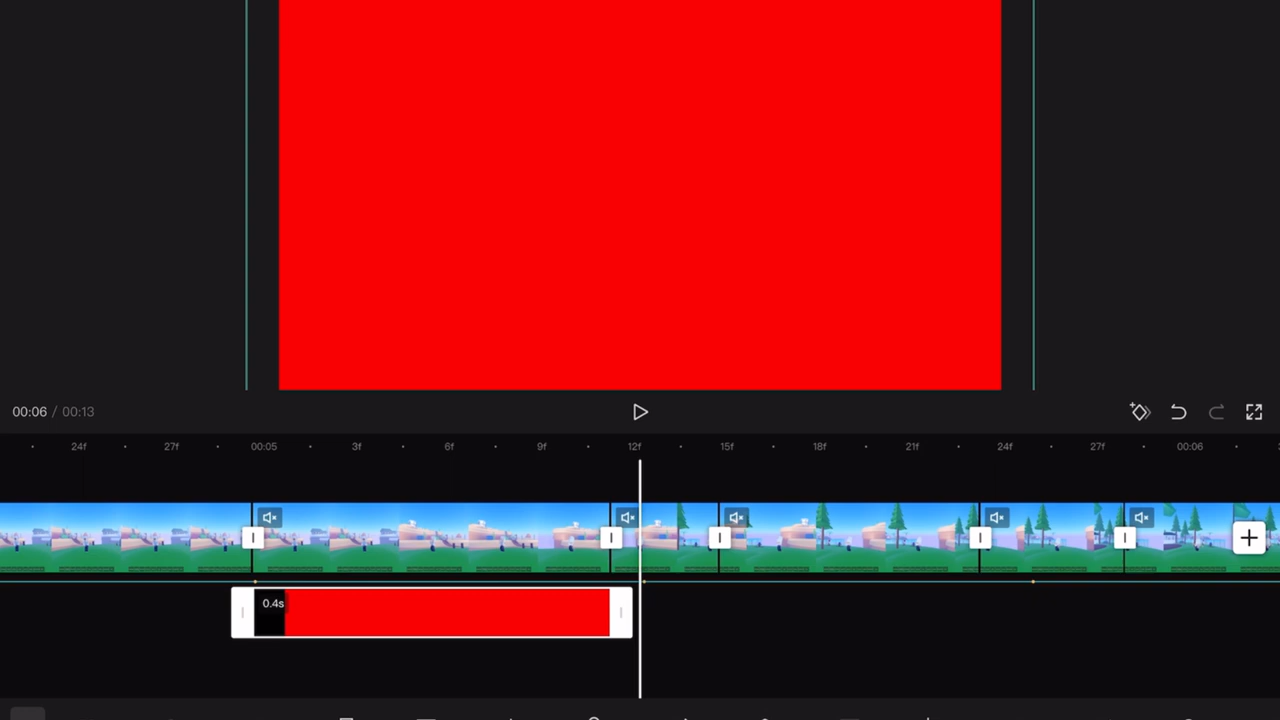 00:06 / 00:13
24f 27f 00:05 3f 6f 9f 12f 15f 18f 21f 24f 27f 00:06
0.4s